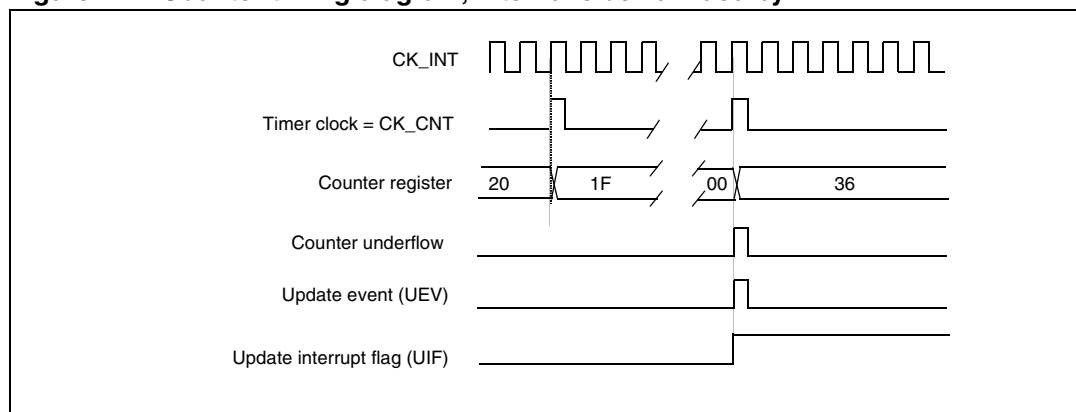 CK_INT
Timer clock = CK_CNT
Counter register 20 1F 00 36
Counter underflow
Update event (UEV)
Update interrupt flag (UIF)